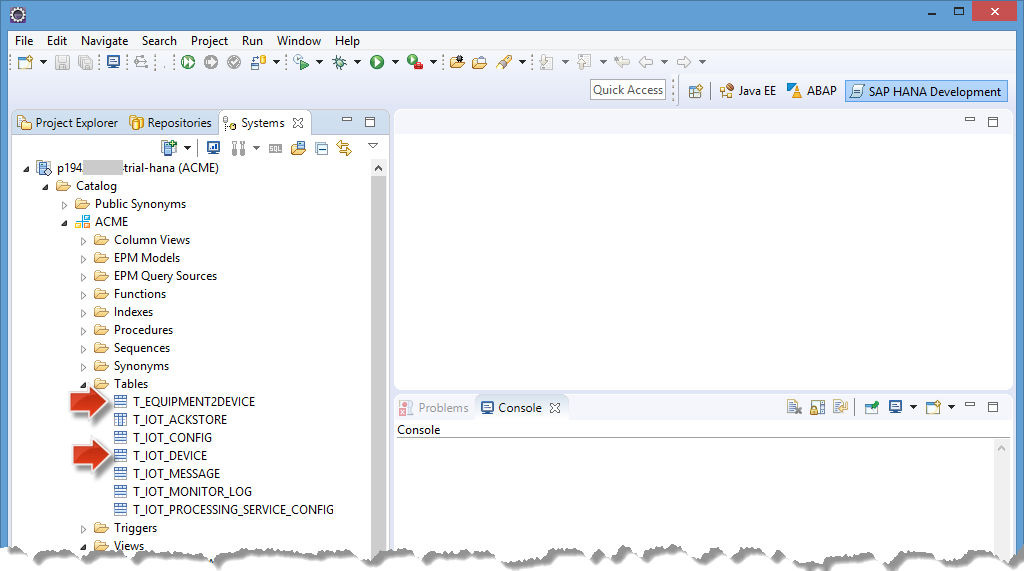 File Edit Navigate Search Project Run Window Help
Quick Access Java EE ABAP SAP HANA Development
Project Explorer Repositories Systems
SQL
p194 trial-hana (ACME)
Catalog
Public Synonyms
ACME
Column Views
EPM Models
EPM Query Sources
Functions
Indexes
Procedures
Sequences
Synonyms
Tables
T_EQUIPMENT2DEVICE
T_IOT_ACKSTORE
T_IOT_CONFIG
T_IOT_DEVICE
T_IOT_MESSAGE
T_IOT_MONITOR_LOG
T_IOT_PROCESSING_SERVICE_CONFIG
Triggers
Views
Problems Console
Console